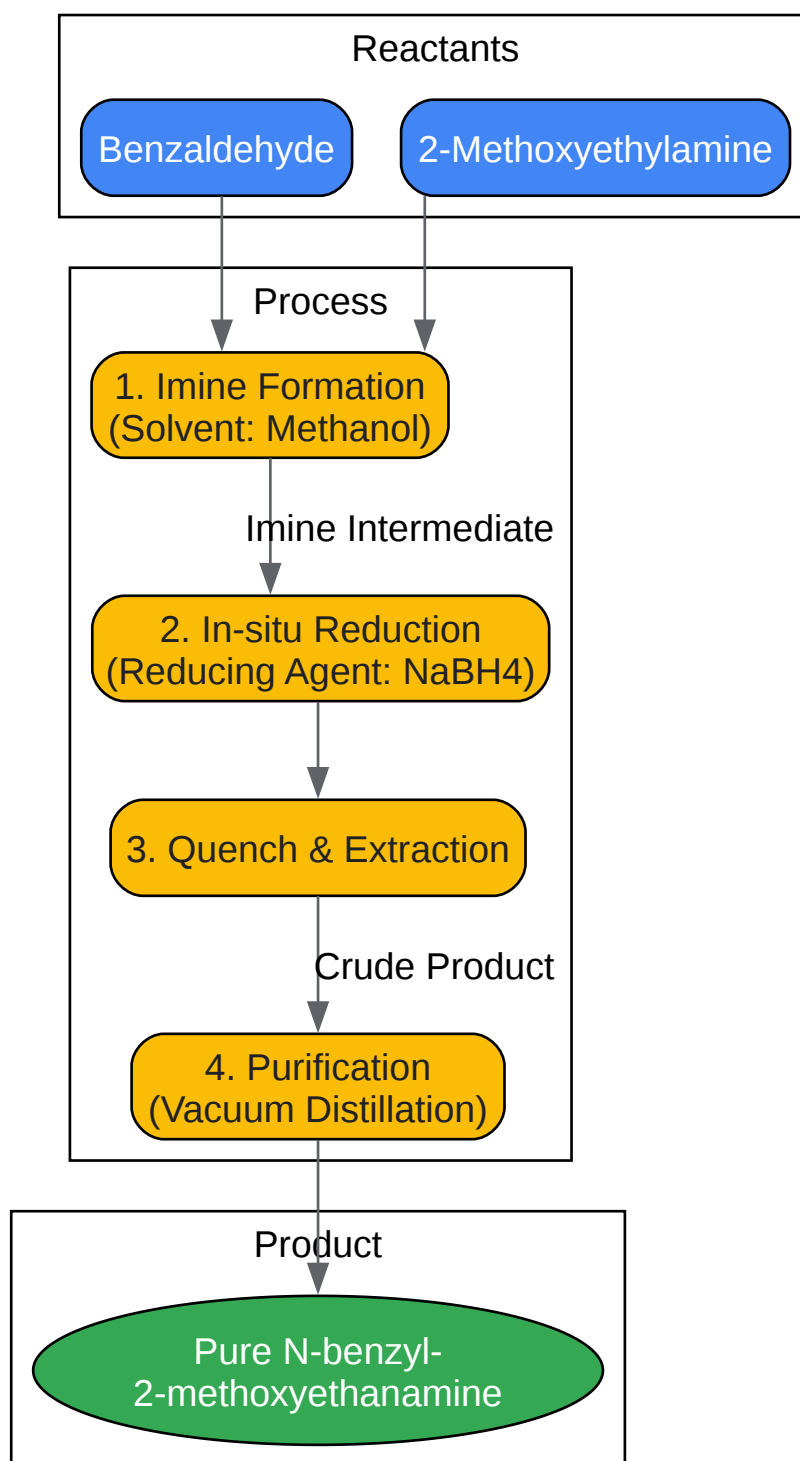 Reactants
Benzaldehyde
2-Methoxyethylamine
Process
1. Imine Formation
(Solvent: Methanol)
Imine Intermediate
2. In-situ Reduction
(Reducing Agent: NaBH4)
3. Quench & Extraction
Crude Product
4. Purification
(Vacuum Distillation)
Product
Pure N-benzyl-
2-methoxyethanamine